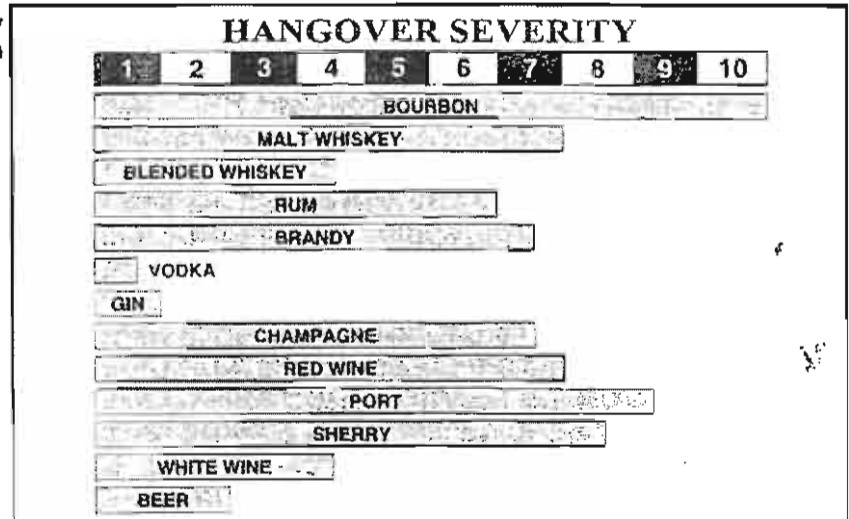 HANGOVER SEVERITY
1 2 3 4 5 6 7 8 9 10
BOURBON
MALT WHISKEY
BLENDED WHISKEY
RUM
BRANDY
VODKA
GIN
CHAMPAGNE
RED WINE
PORT
SHERRY
WHITE WINE
BEER